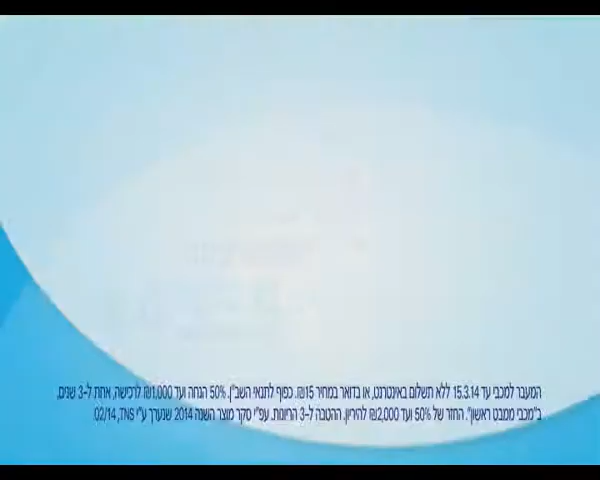 המעבר למכבי עד 15.3.14 ללא תשלום באינטרנט, או בדואר במחיר ₪15. כפוף לתנאי השב"ן. 50% הנחה ועד ₪1,000 לרכישה, אחת ל-3 שנים,
ב"מכבי ממבט ראשון". החזר של 50% ועד ₪2,000 להיריון. ההטבה ל-3 הריונות. עפ"י סקר מוצר השנה 2014 שנערך ע"י TNS, 02/14.